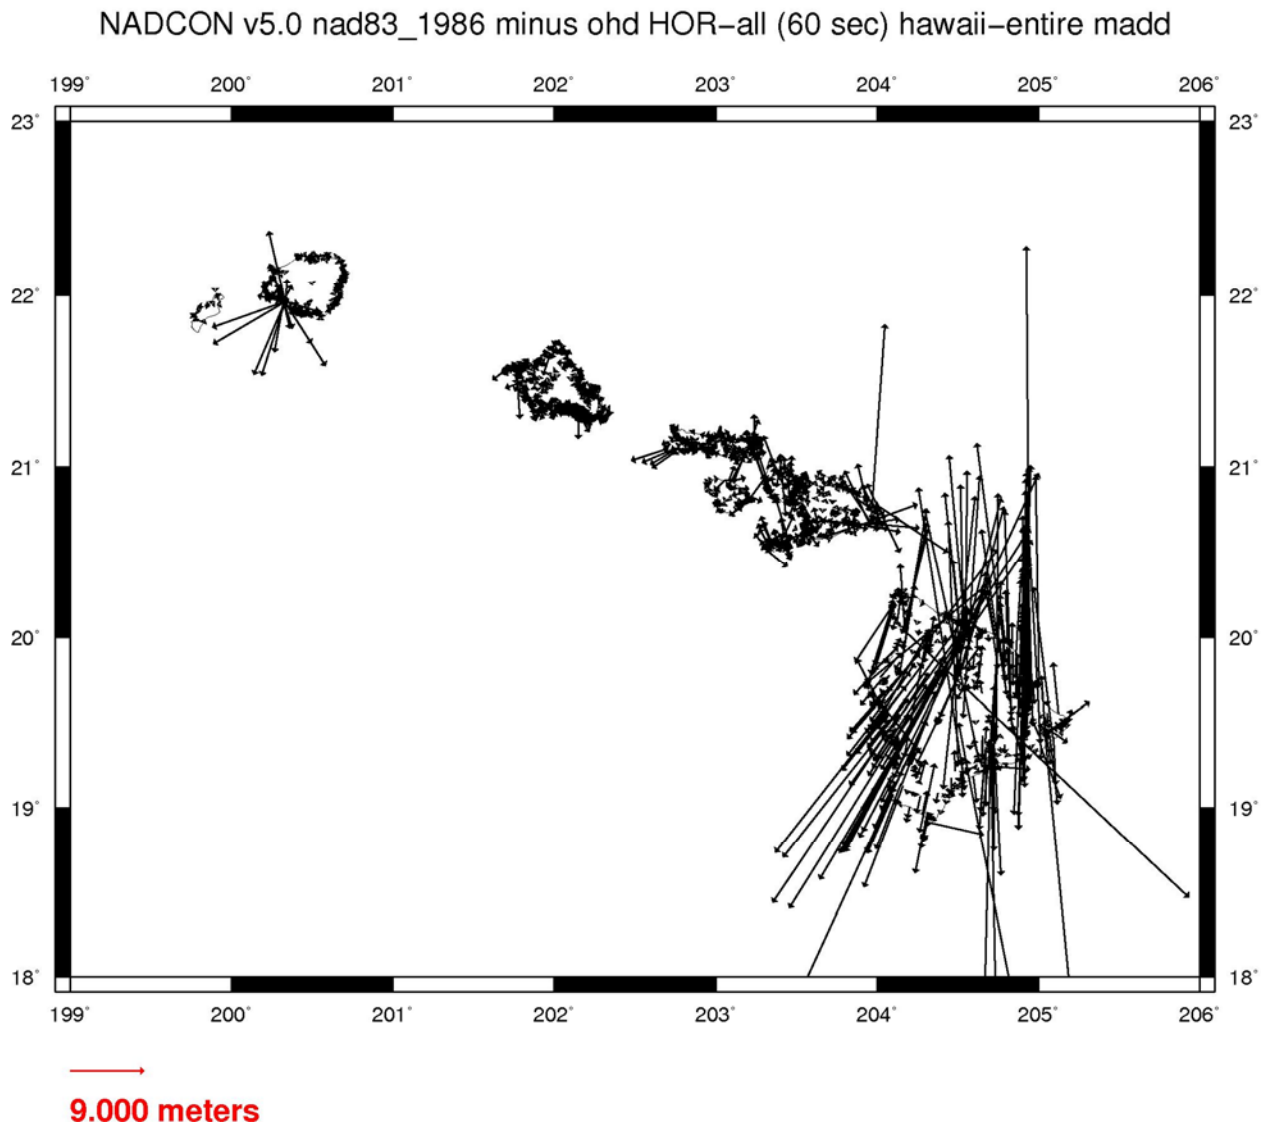 NADCON v5.0 nad83_1986 minus ohd HOR−all (60 sec) hawaii−entire madd
199° 200° 201° 202° 203° 204° 205° 206°
23° 23°
22° 22°
21° 21°
20° 20°
19° 19°
18° 18°
199° 200° 201° 202° 203° 204° 205° 206°
9.000 meters